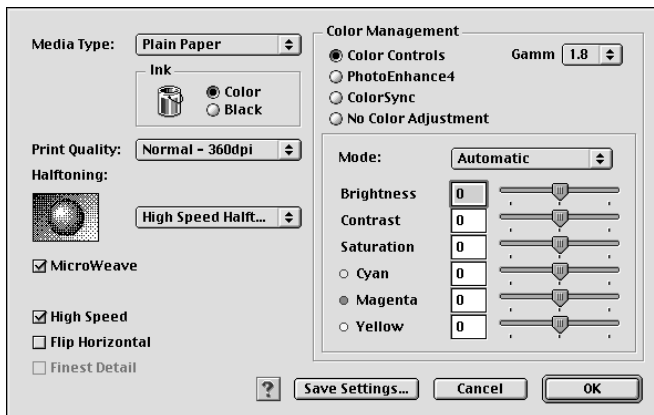 Media Type: Plain Paper
Ink
Color
Black
Print Quality: Normal - 360dpi
Halftoning:
High Speed Halft...
MicroWeave
High Speed
Flip Horizontal
Finest Detail
Color Management
Color Controls
Gamm 1.8
PhotoEnhance4
ColorSync
No Color Adjustment
Mode: Automatic
Brightness 0
Contrast 0
Saturation 0
Cyan 0
Magenta 0
Yellow 0
? Save Settings... Cancel OK